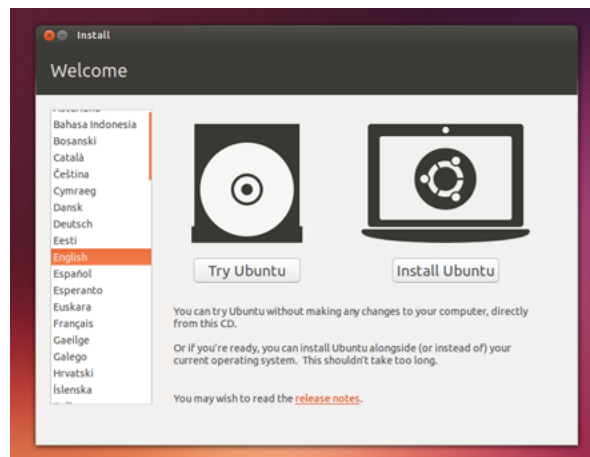 Install
Welcome
Bahasa Indonesia
Bosanski
Català
Čeština
Cymraeg
Dansk
Deutsch
Eesti
English
Español
Esperanto
Euskara
Français
Gaeilge
Galego
Hrvatski
Íslenska
Try Ubuntu
Install Ubuntu
You can try Ubuntu without making any changes to your computer, directly
from this CD.
Or if you're ready, you can install Ubuntu alongside (or instead of) your
current operating system. This shouldn't take too long.
You may wish to read the release notes.